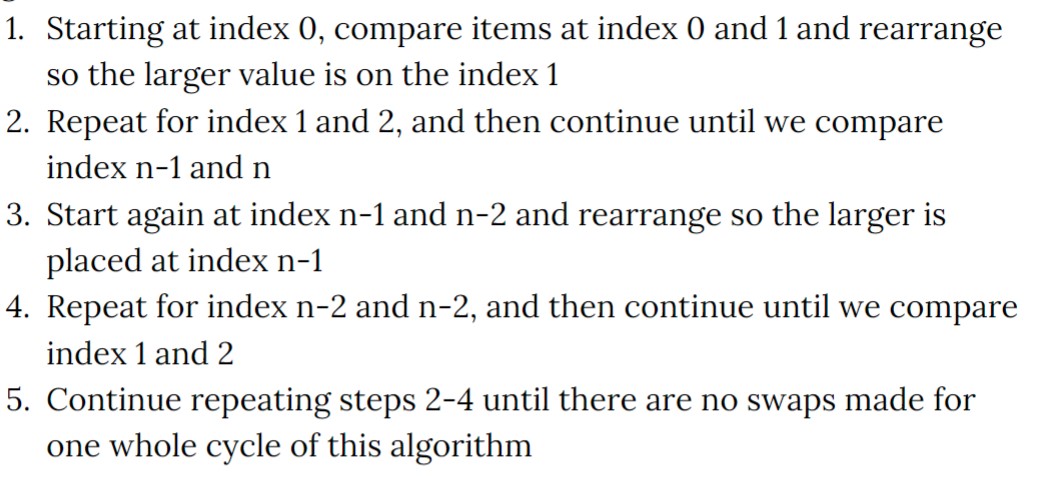 1. Starting at index 0, compare items at index 0 and 1 and rearrange
so the larger value is on the index 1
2. Repeat for index 1 and 2, and then continue until we compare
index n-1 and n
3. Start again at index n-1 and n-2 and rearrange so the larger is
placed at index n-1
4. Repeat for index n-2 and n-2, and then continue until we compare
index 1 and 2
5. Continue repeating steps 2-4 until there are no swaps made for
one whole cycle of this algorithm